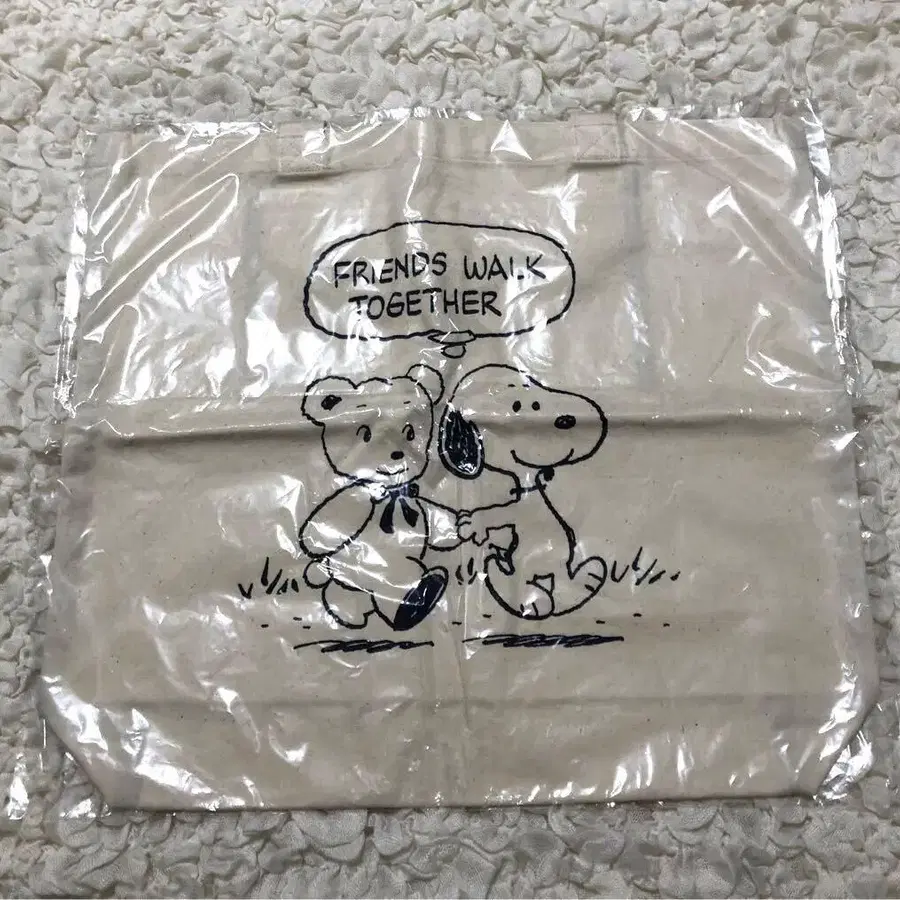 FRIENDS WALK
TOGETHER